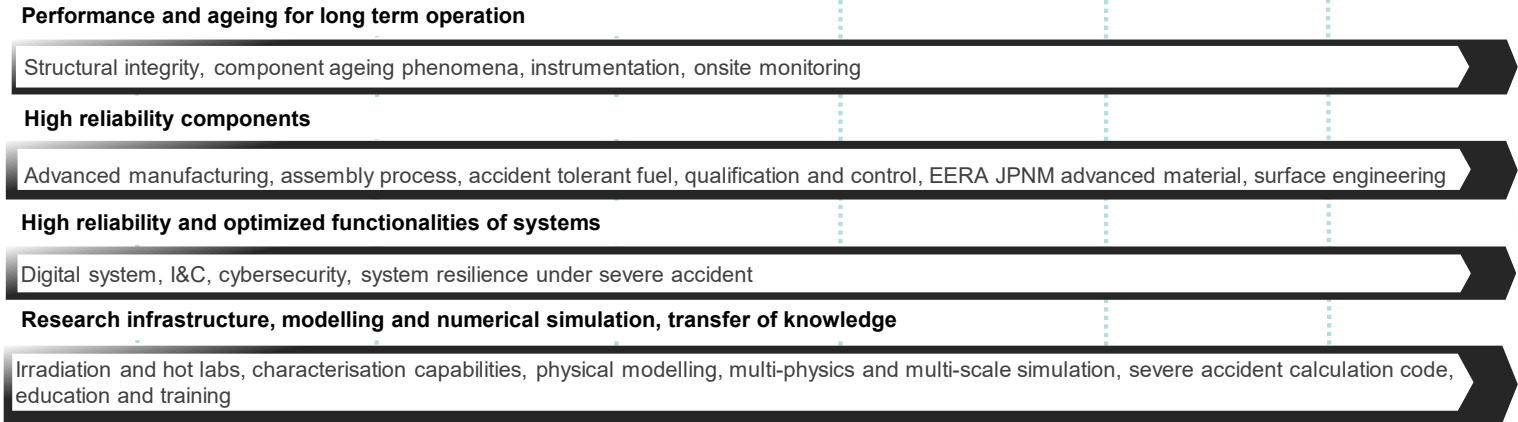 Performance and ageing for long term operation
Structural integrity, component ageing phenomena, instrumentation, onsite monitoring
High reliability components
Advanced manufacturing, assembly process, accident tolerant fuel, qualification and control, EERA JPNM advanced material, surface engineering
High reliability and optimized functionalities of systems
Digital system, I&C, cybersecurity, system resilience under severe accident
Research infrastructure, modelling and numerical simulation, transfer of knowledge
Irradiation and hot labs, characterisation capabilities, physical modelling, multi-physics and multi-scale simulation, severe accident calculation code,
education and training